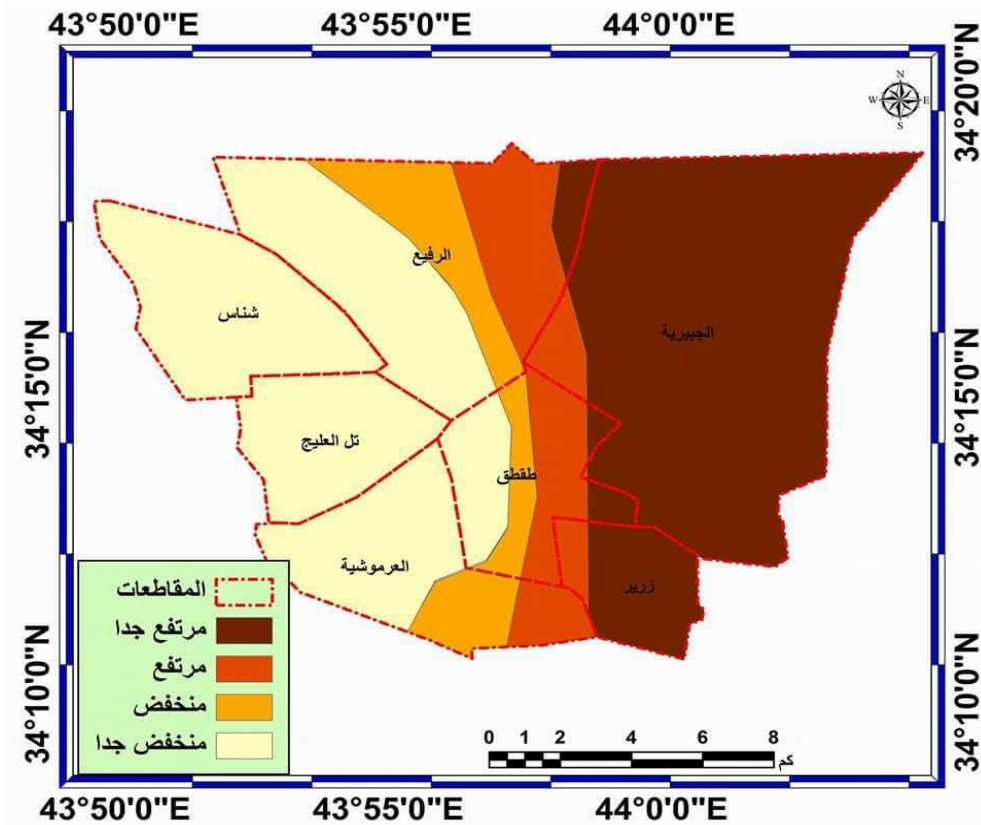 43°50'0"E 43°55'0"E 44°0'0"E
34°20'0"N
N
W E
S
الرفيع
شناس
الجبيرية
34°15'0"N
34°15'0"N
تل العليج
طقطق
العرموشية
زرير
المقاطعات
مرتفع جدا
مرتفع
منخفض
منخفض جدا
34°10'0"N
34°10'0"N
0 1 2 4 6 8
كم
43°50'0"E 43°55'0"E 44°0'0"E